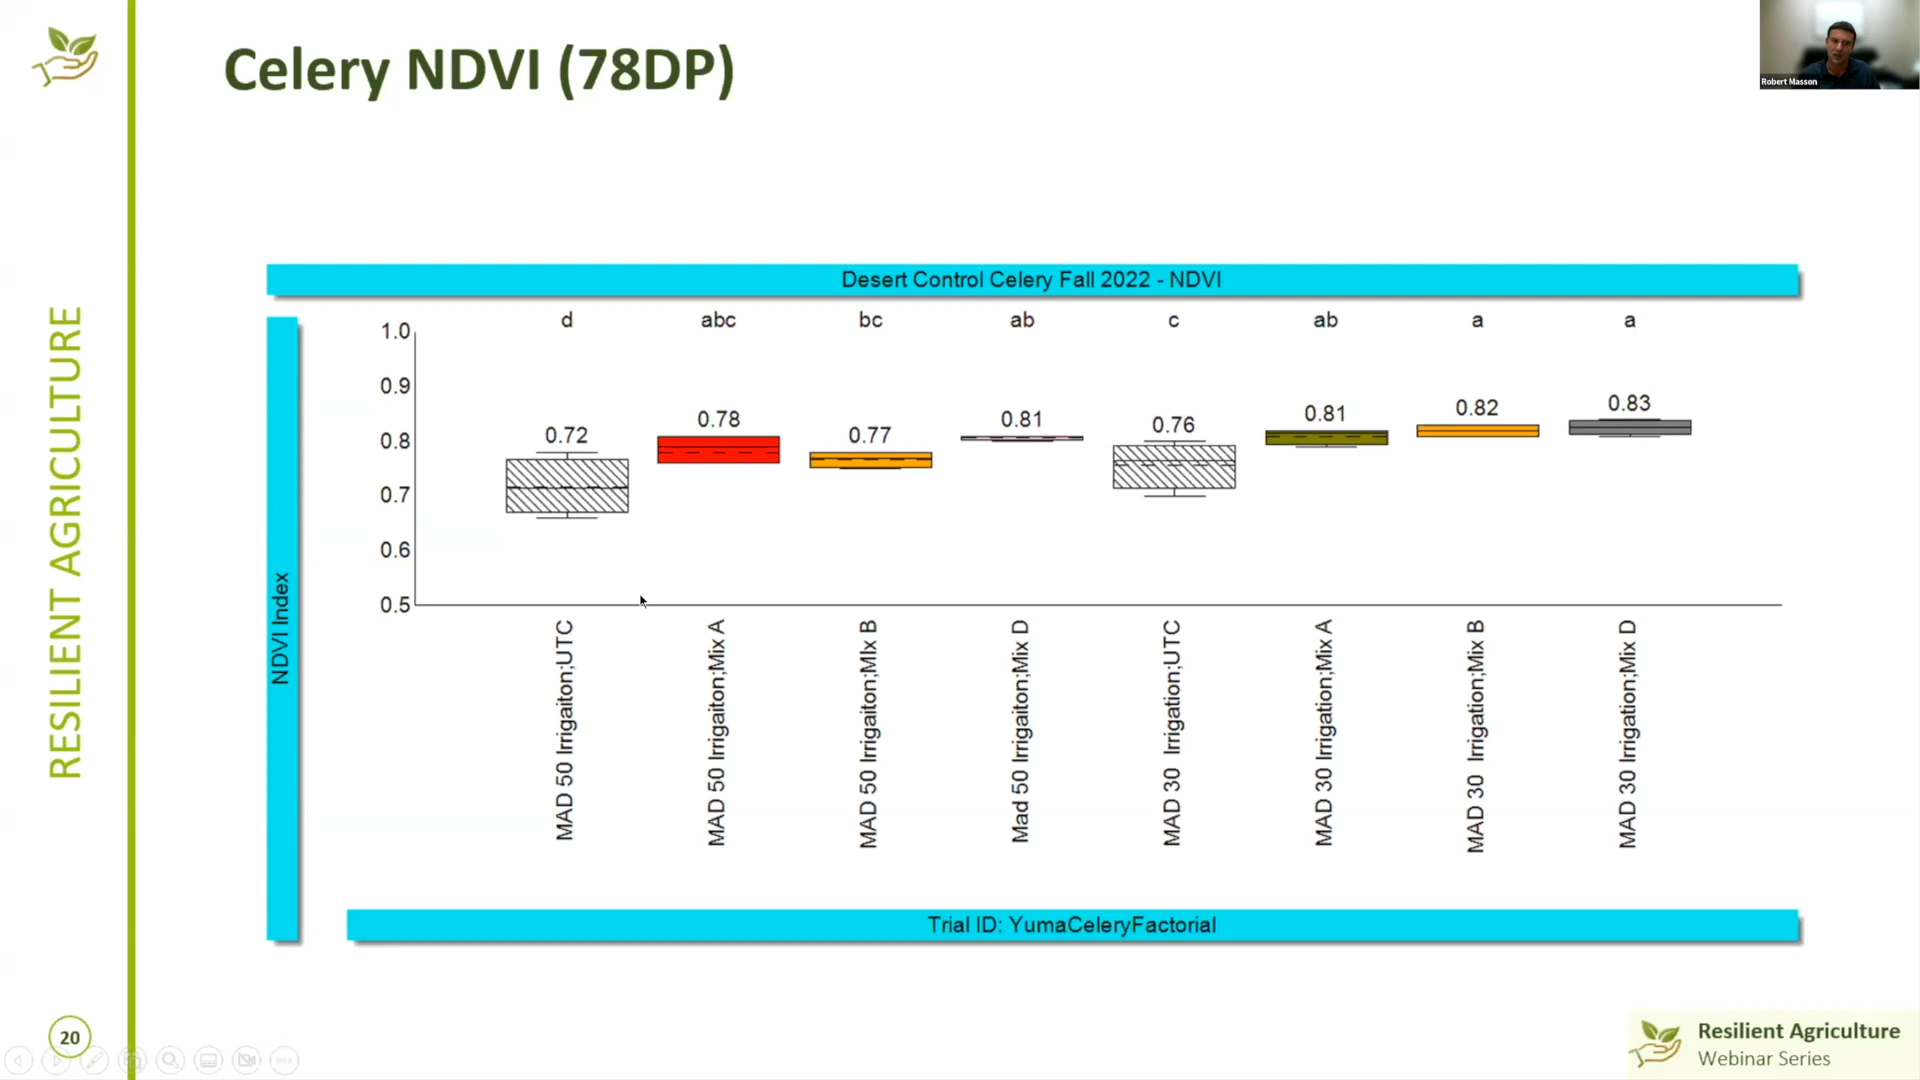 Celery NDVI (78DP)
Robert Masson
RESILIENT AGRICULTURE
Desert Control Celery Fall 2022 - NDVI
d abc bc ab c ab a a
NDVI Index
1.0
0.9
0.8
0.7
0.6
0.5
0.72 0.78 0.77 0.81 0.76 0.81 0.82 0.83
MAD 50 Irrigaiton;UTC
MAD 50 Irrigaiton;Mix A
MAD 50 Irrigaiton;MIx B
Mad 50 Irrigaiton;Mix D
MAD 30 Irrigation;UTC
MAD 30 Irrigation;Mix A
MAD 30 Irrigation;Mix B
MAD 30 Irrigation;Mix D
Trial ID: YumaCeleryFactorial
20
Resilient Agriculture
Webinar Series